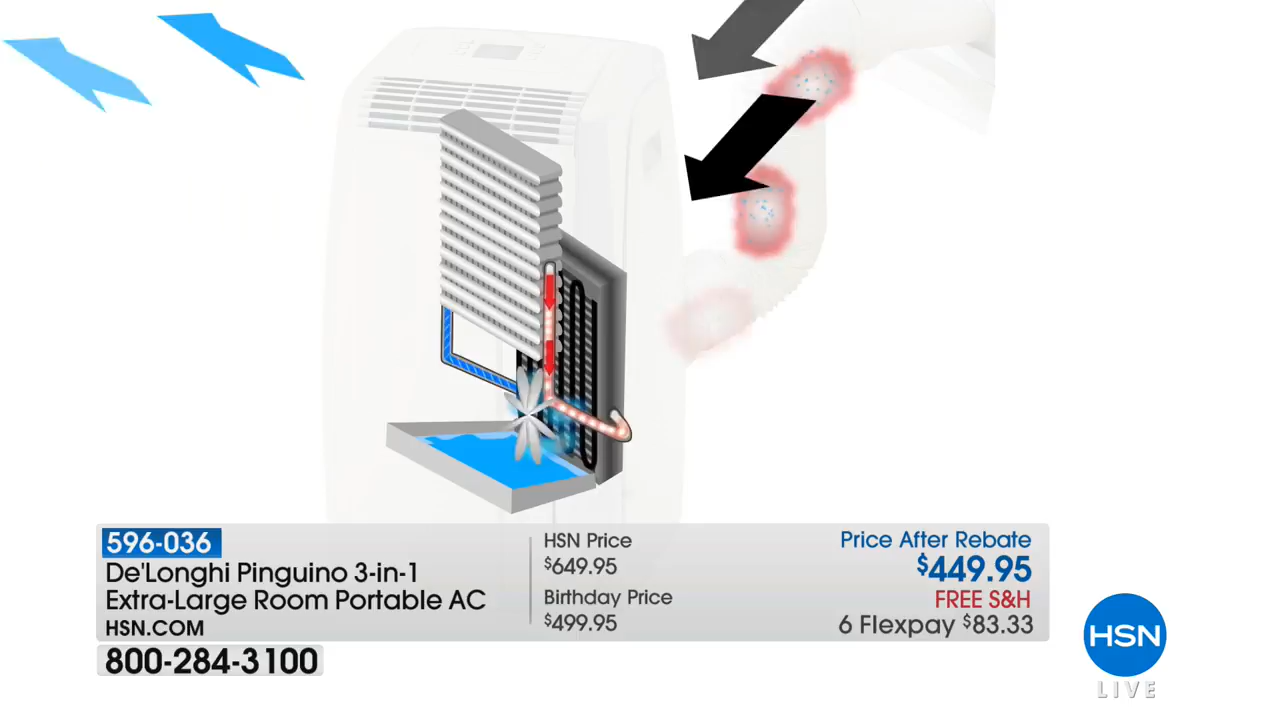 596-036
De'Longhi Pinguino 3-in-1
Extra-Large Room Portable AC
HSN.COM
800-284-3100
HSN Price
$649.95
Birthday Price
$499.95
Price After Rebate
$449.95
FREE S&H
6 Flexpay $83.33
HSN
LIVE